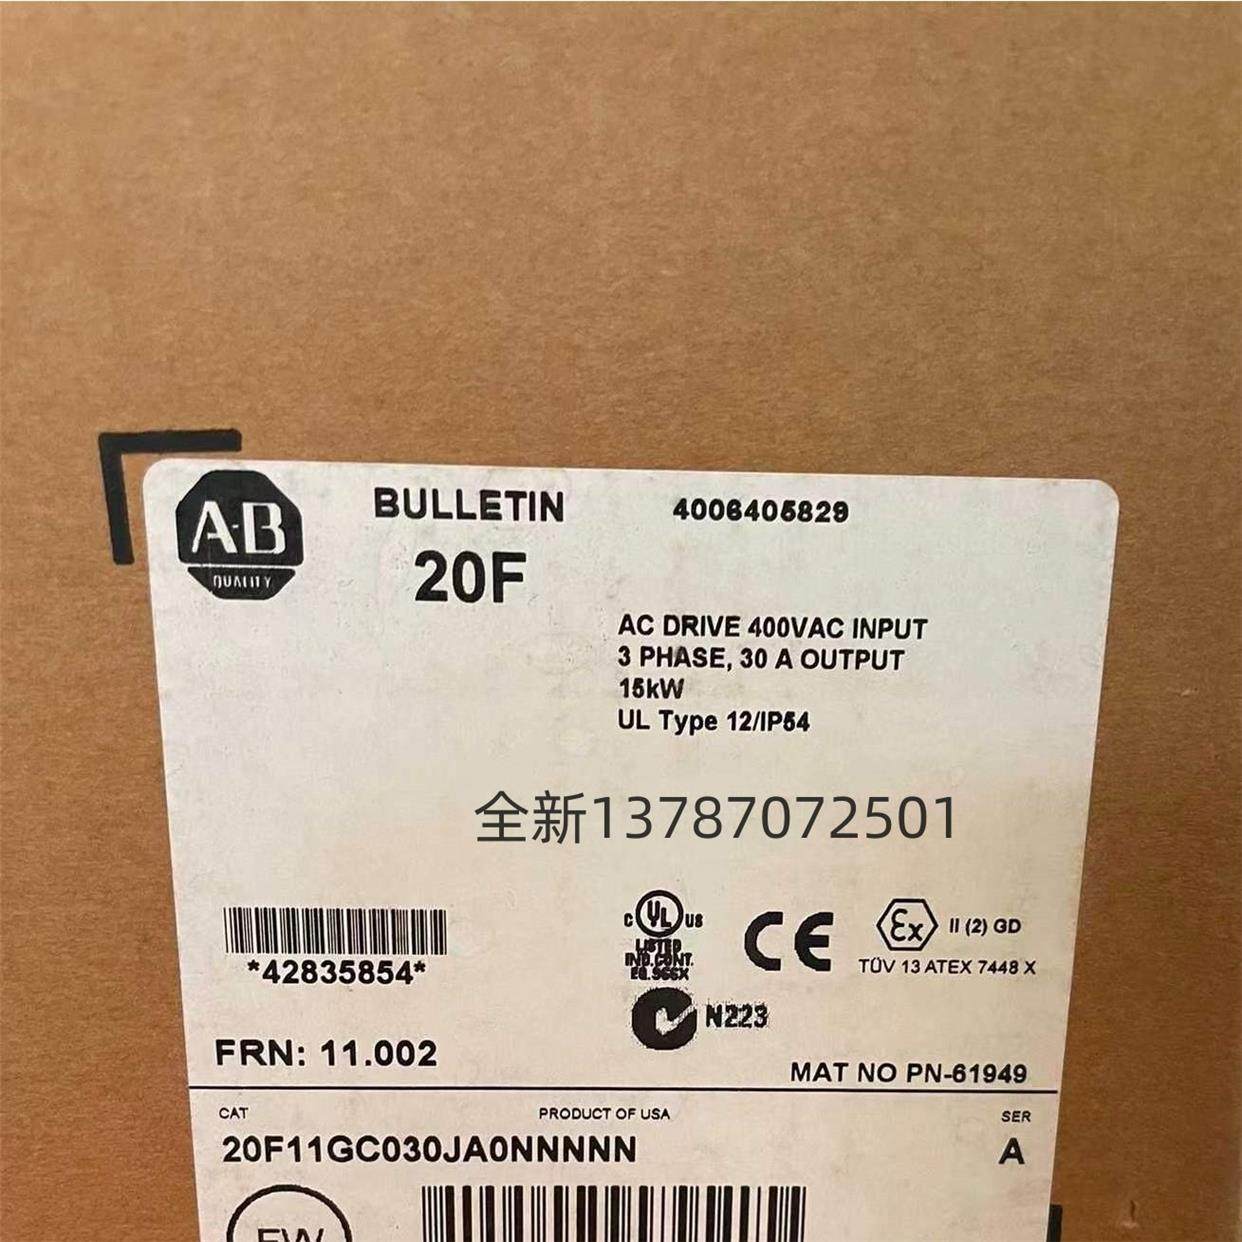 A-B
QUALITY
BULLETIN
4006405829
20F
AC DRIVE 400VAC INPUT
3 PHASE, 30 A OUTPUT
15kW
UL Type 12/IP54
全新13787072501
*42835854*
C UL US
LISTED
IND.CONT.
EQ.966X
CE
Ex II (2) GD
TÜV 13 ATEX 7448 X
N223
FRN: 11.002
MAT NO PN-61949
CAT
PRODUCT OF USA
SER
20F11GC030JA0NNNNN
A
EW